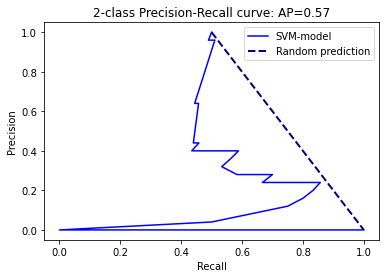 2-class Precision-Recall curve: AP=0.57
SVM-model
Random prediction
Precision
1.0
0.8
0.6
0.4
0.2
0.0
0.0 0.2 0.4 0.6 0.8 1.0
Recall